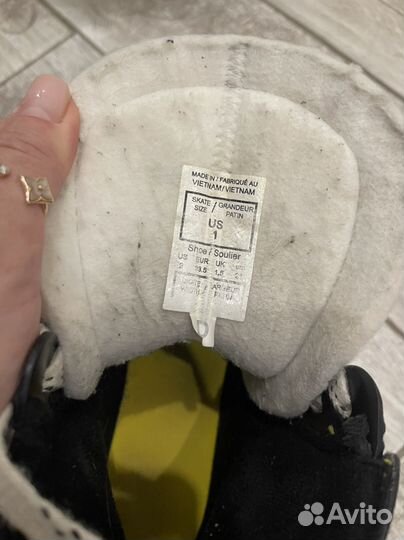 MADE IN / FABRIQUÉ AU
VIETNAM/VIETNAM
SKATE / GRANDEUR
SIZE / PATIN
US
1
Shoe / Soulier
US EUR UK
2 33.5 1,5
Avito